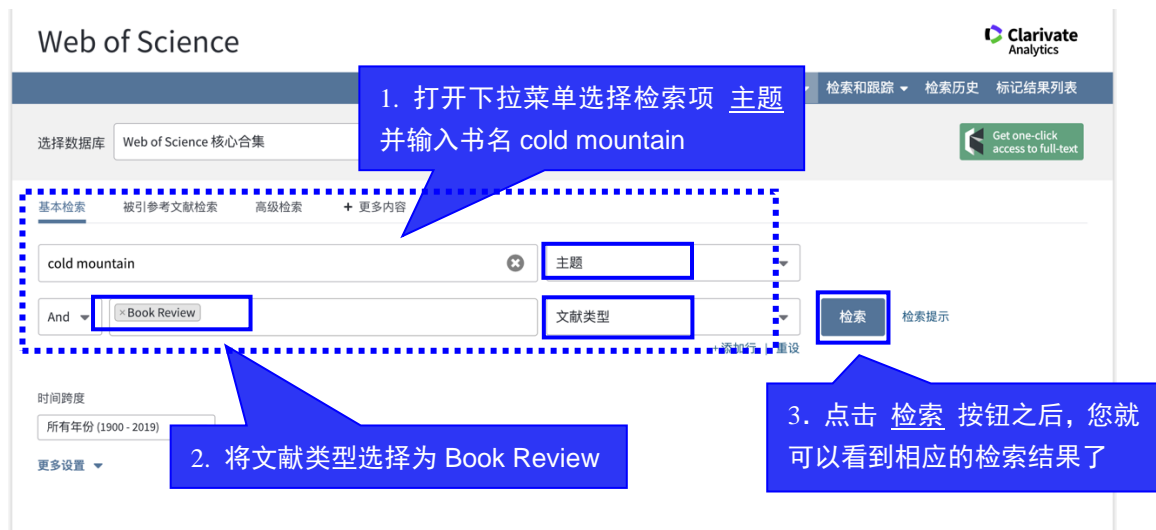 Web of Science
Clarivate
Analytics
检索和跟踪 检索历史 标记结果列表
1. 打开下拉菜单选择检索项 主题
并输入书名 cold mountain
选择数据库 Web of Science 核心合集
Get one-click
access to full-text
基本检索 被引参考文献检索 高级检索 + 更多内容
cold mountain 主题
And ×Book Review 文献类型 检索 检索提示
+添加行 | 重设
时间跨度
所有年份 (1900 - 2019)
更多设置
2. 将文献类型选择为 Book Review
3. 点击 检索 按钮之后，您就
可以看到相应的检索结果了